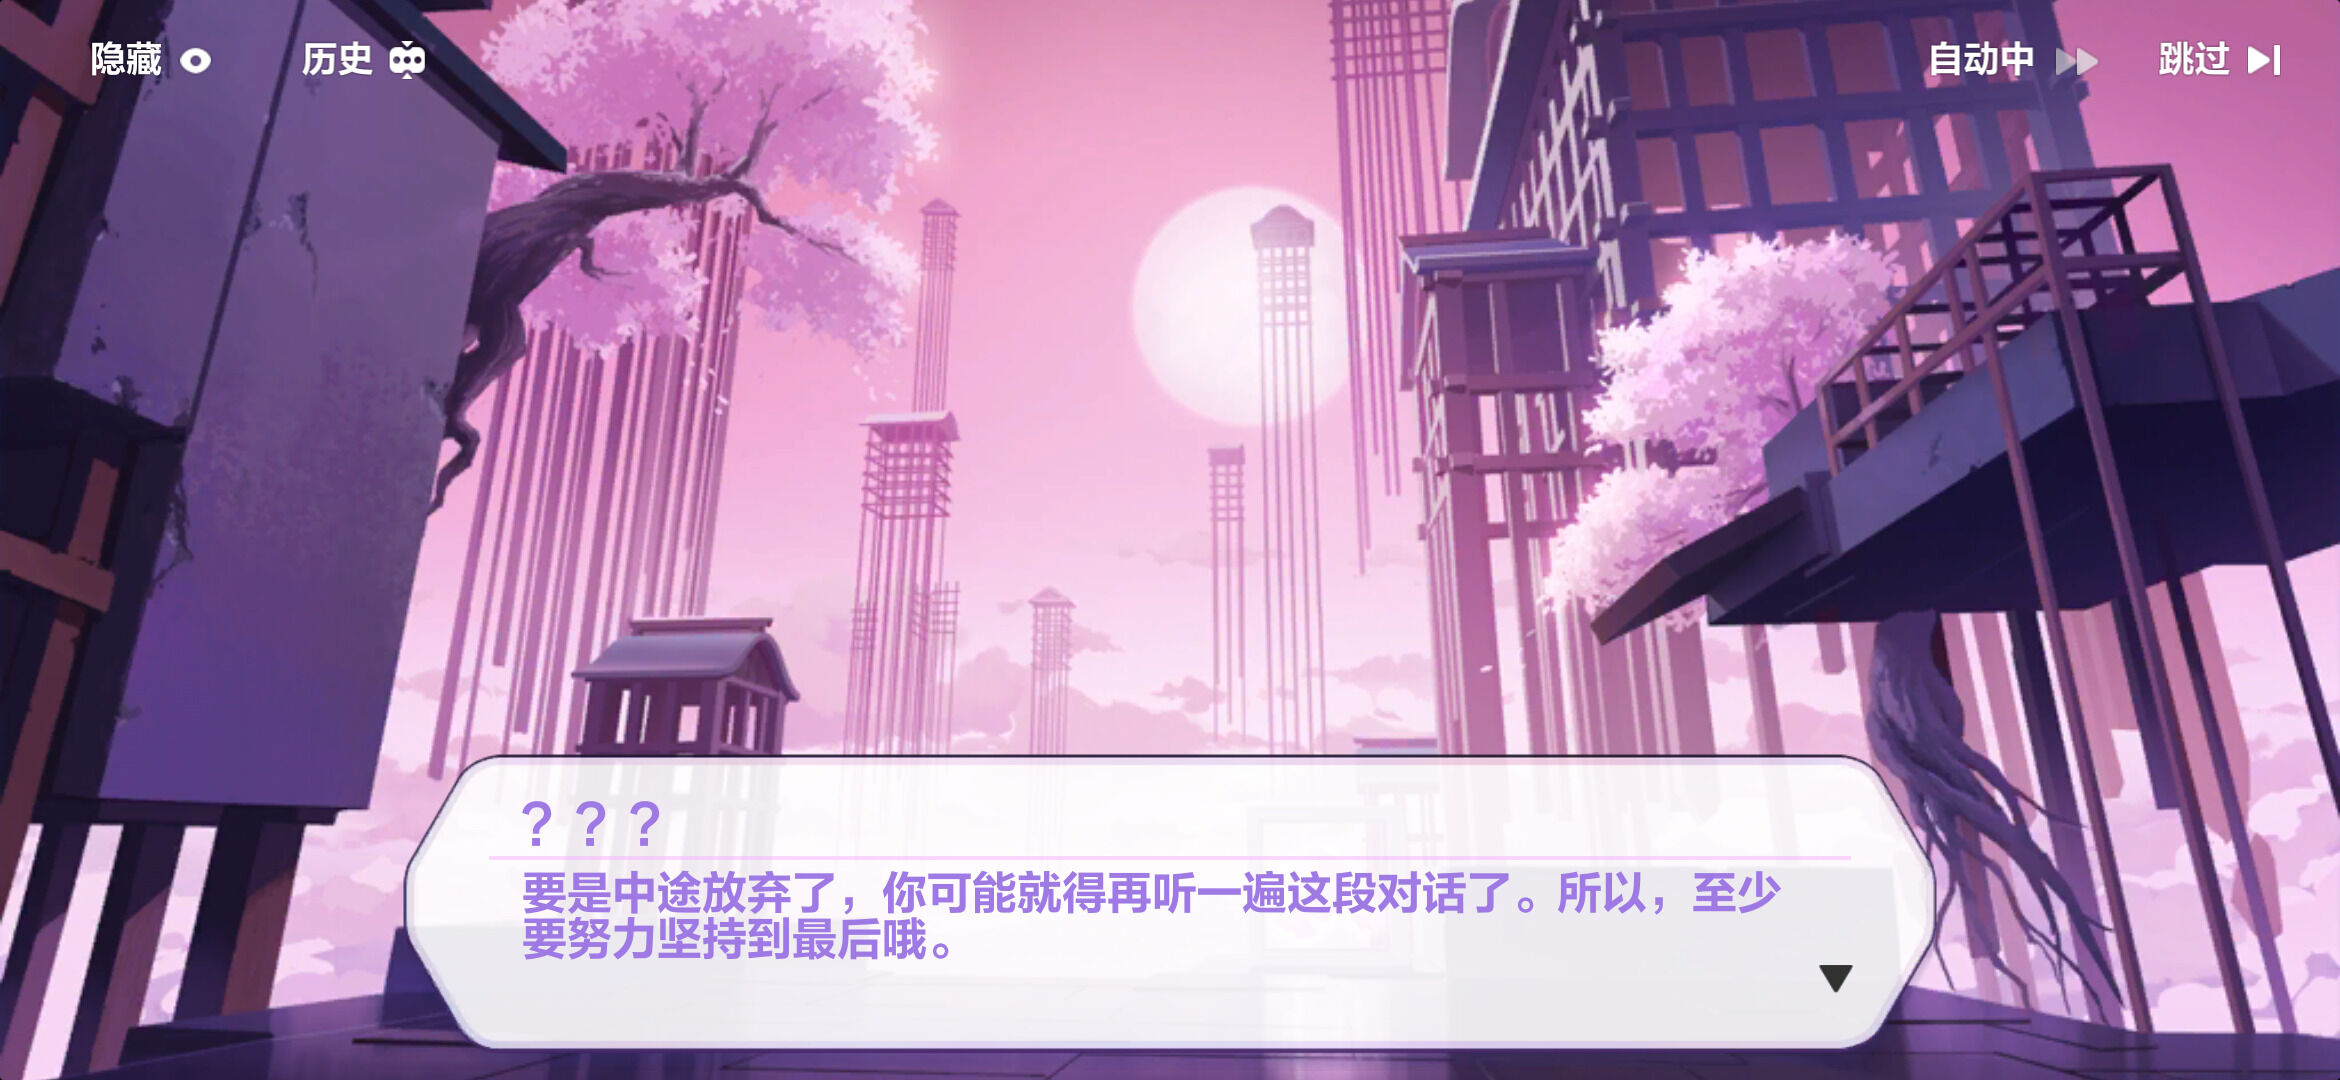 隐藏
历史
自动中
跳过
？？？
要是中途放弃了，你可能就得再听一遍这段对话了。所以，至少
要努力坚持到最后哦。